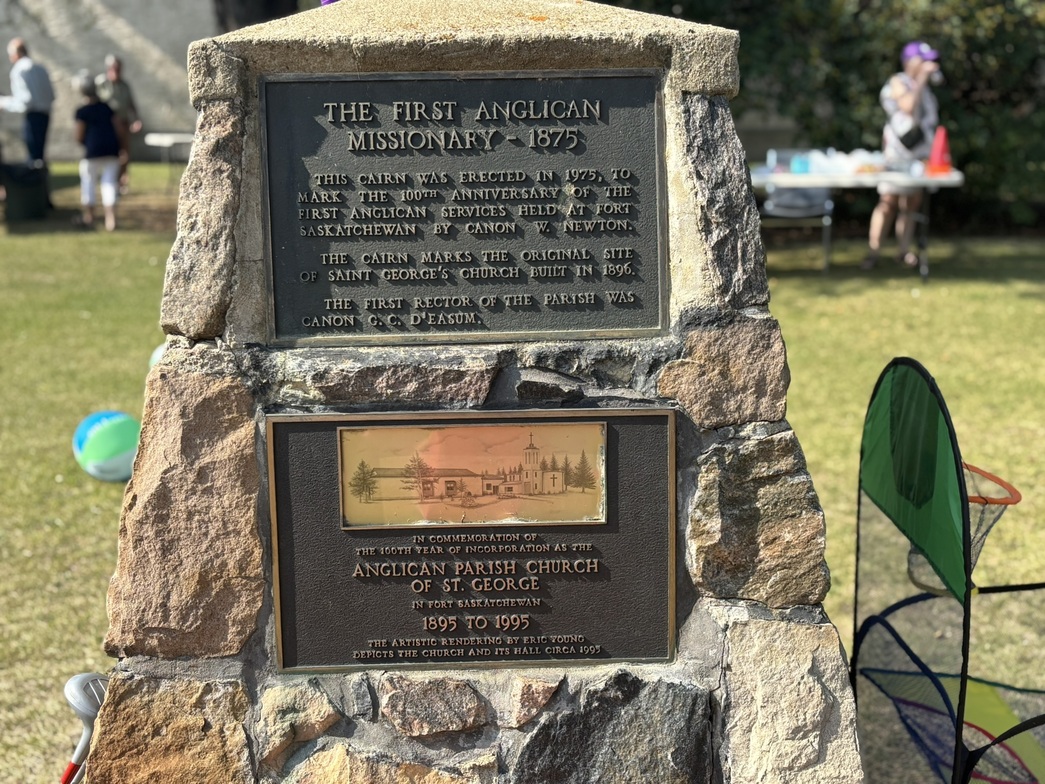 THE FIRST ANGLICAN
MISSIONARY - 1875
THIS CAIRN WAS ERECTED IN 1975, TO
MARK THE 100TH ANNIVERSARY OF THE
FIRST ANGLICAN SERVICES HELD AT FORT
SASKATCHEWAN BY CANON W. NEWTON.
THE CAIRN MARKS THE ORIGINAL SITE
OF SAINT GEORGE'S CHURCH BUILT IN 1896.
THE FIRST RECTOR OF THE PARISH WAS
CANON G. C. D'EASUM.
IN COMMEMORATION OF
THE 100TH YEAR OF INCORPORATION AS THE
ANGLICAN PARISH CHURCH
OF ST. GEORGE
IN FORT SASKATCHEWAN
1895 TO 1995
THE ARTISTIC RENDERING BY ERIC YOUNG
DEPICTS THE CHURCH AND ITS HALL CIRCA 1995